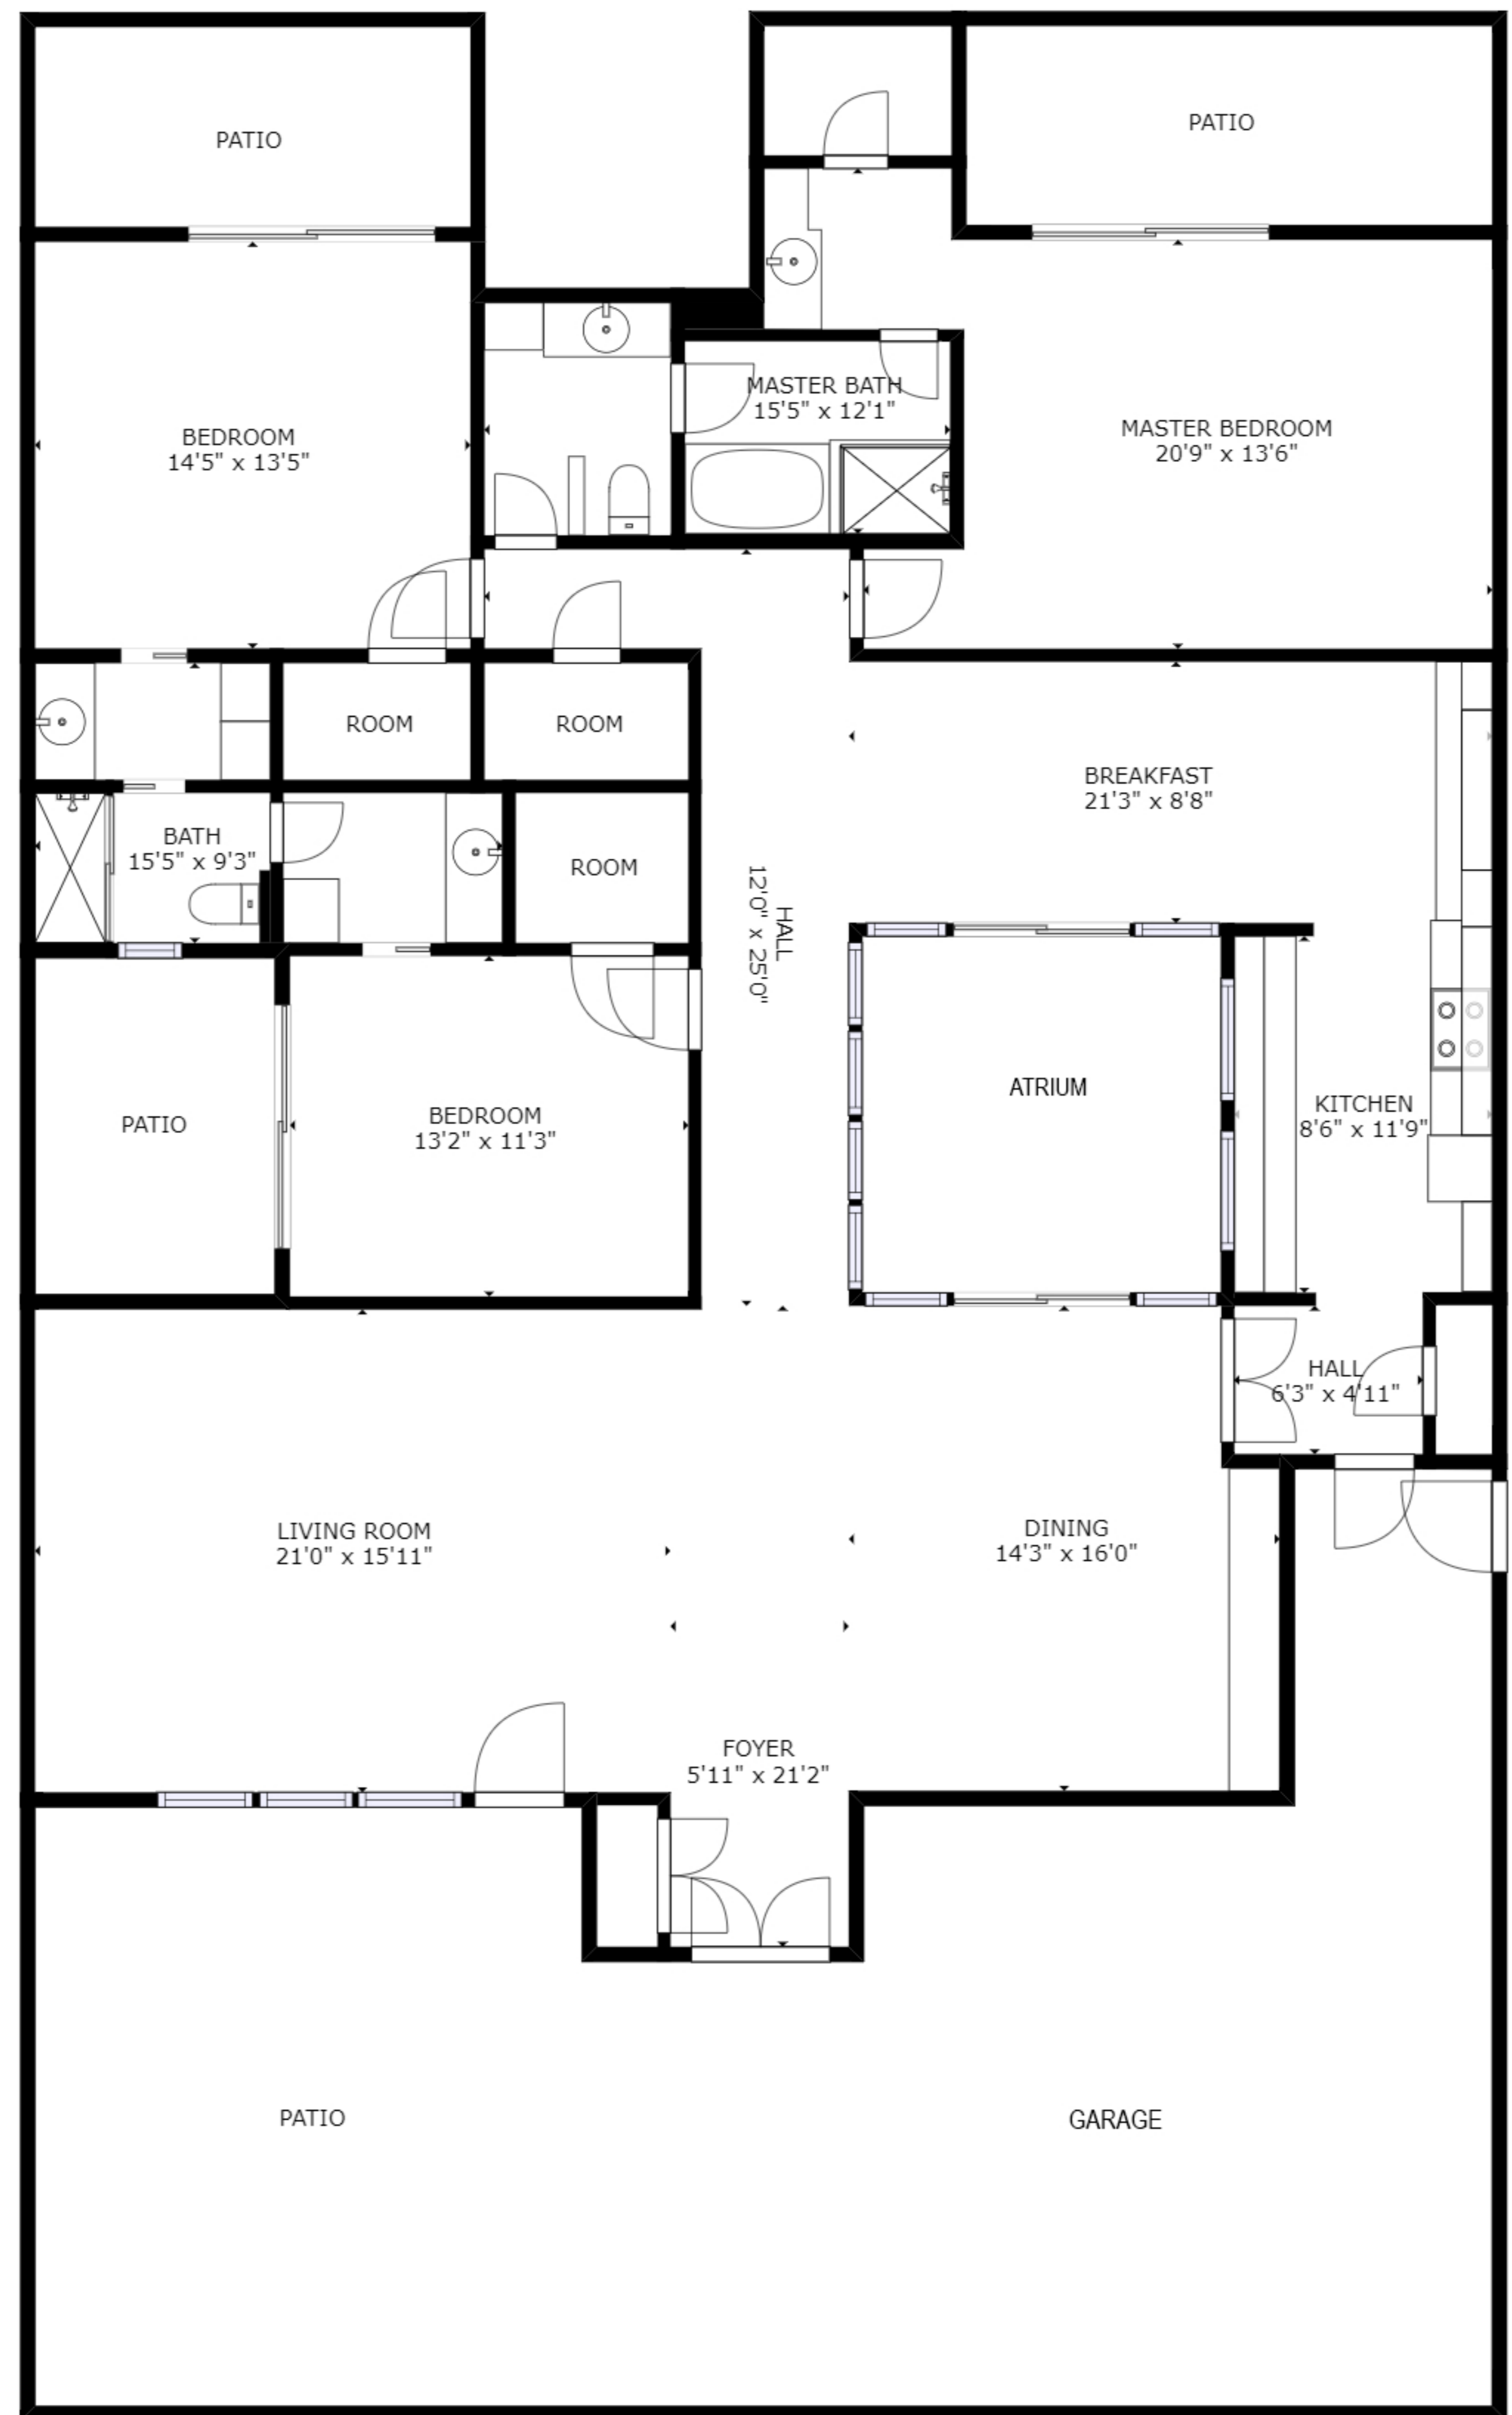 PATIO
PATIO
MASTER BATH
15'5" x 12'1"
BEDROOM
14'5" x 13'5"
MASTER BEDROOM
20'9" x 13'6"
ROOM
ROOM
BREAKFAST
21'3" x 8'8"
BATH
15'5" x 9'3"
ROOM
HALL
12'0" x 25'0"
ATRIUM
PATIO
BEDROOM
13'2" x 11'3"
KITCHEN
8'6" x 11'9"
HALL
6'3" x 4'11"
LIVING ROOM
21'0" x 15'11"
DINING
14'3" x 16'0"
FOYER
5'11" x 21'2"
PATIO
GARAGE